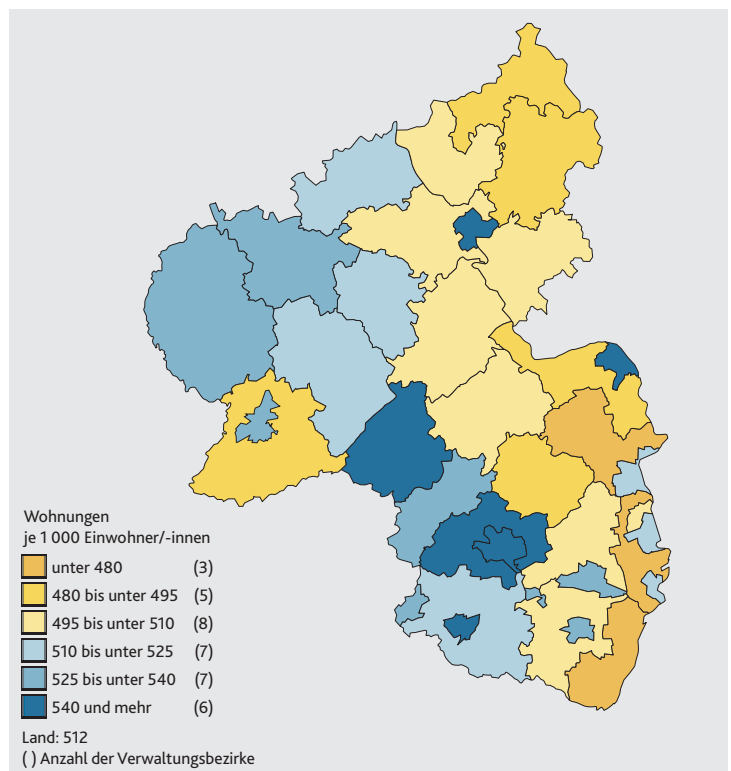 Wohnungen
je 1 000 Einwohner/-innen
unter 480 (3)
480 bis unter 495 (5)
495 bis unter 510 (8)
510 bis unter 525 (7)
525 bis unter 540 (7)
540 und mehr (6)
Land: 512
( ) Anzahl der Verwaltungsbezirke